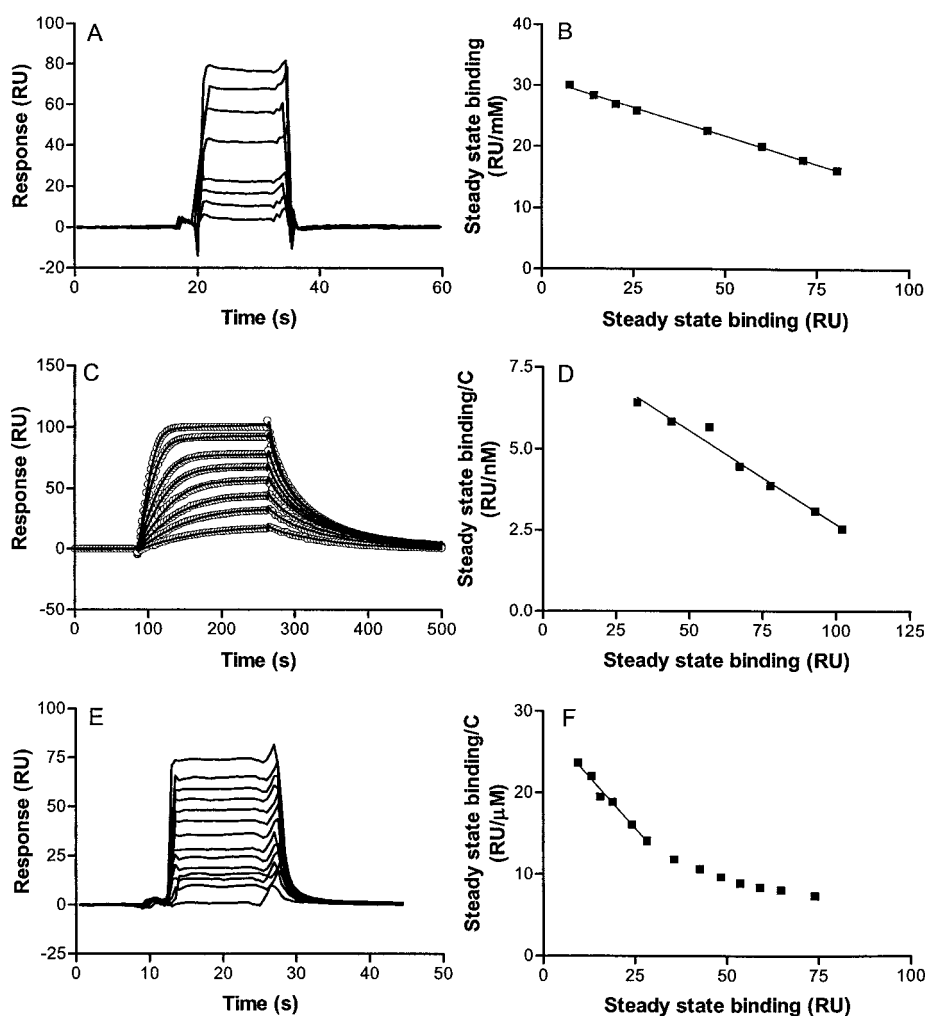 A
100
80
60
40
20
0
-20
Response (RU)
0 20 40 60
Time (s)
B
40
30
20
10
0
Steady state binding
(RU/mM)
0 25 50 75 100
Steady state binding (RU)
C
150
100
50
0
-50
Response (RU)
0 100 200 300 400 500
Time (s)
D
7.5
5.0
2.5
0.0
Steady state binding/C
(RU/nM)
0 25 50 75 100 125
Steady state binding (RU)
E
100
75
50
25
0
-25
Response (RU)
0 10 20 30 40 50
Time (s)
F
30
20
10
0
Steady state binding/C
(RU/μM)
0 25 50 75 100
Steady state binding (RU)